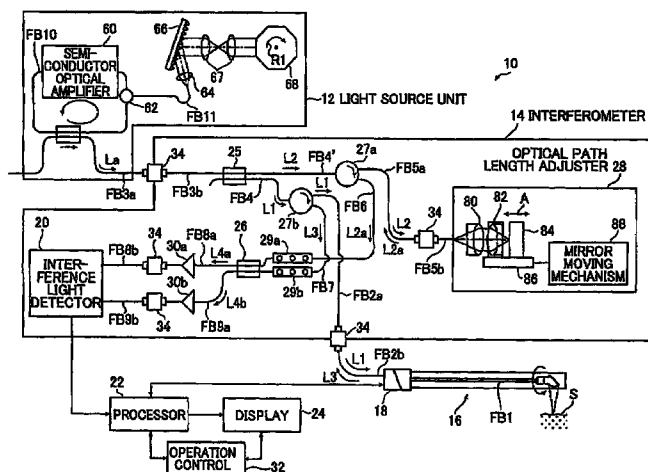 FB10
60
SEMI-
CONDUCTOR
OPTICAL
AMPLIFIER
62
66
64
67
R1
68
FB11
10
12 LIGHT SOURCE UNIT
14 INTERFEROMETER
La
FB3a
34
FB3b
25
L2
FB4'
27a
FB5a
FB4
L1
27b
L1
FB6
L3
L2a
L2
L2a
34
FB5b
OPTICAL PATH
LENGTH ADJUSTER 28
80
82
A
84
86
88
MIRROR
MOVING
MECHANISM
20
INTER-
FERENCE
LIGHT
DETECTOR
FB8b
34
30a
FB8a
L4a
26
29a
29b
FB7
FB2a
30b
L4b
FB9b
34
FB9a
34
L1
FB2b
L3
18
16
FB1
S
22
PROCESSOR
DISPLAY
24
OPERATION
CONTROL
32